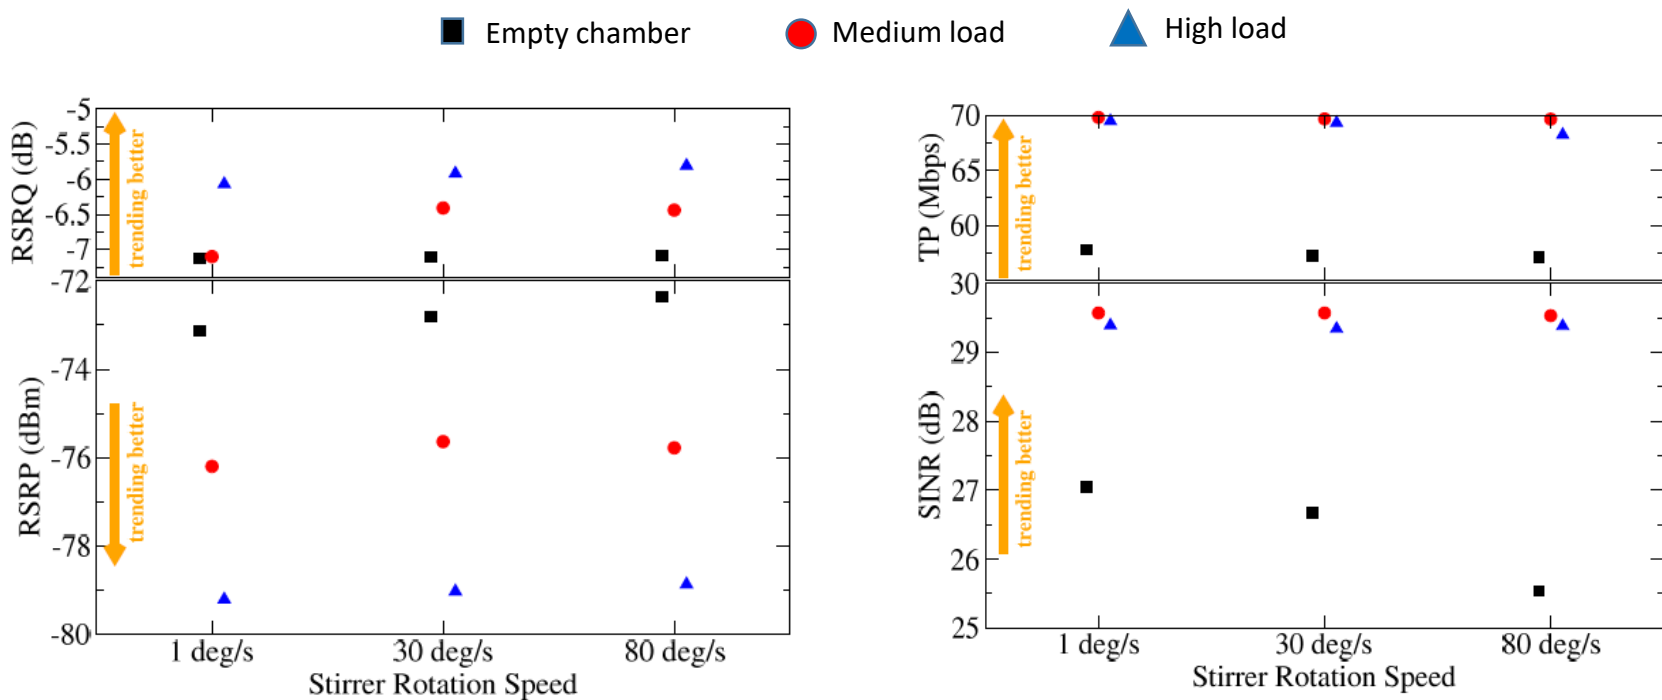 Empty chamber
Medium load
High load
RSRQ (dB)
-5
-5.5
-6
-6.5
-7
trending better
RSRP (dBm)
-72
-74
-76
-78
-80
trending better
1 deg/s
30 deg/s
80 deg/s
Stirrer Rotation Speed
TP (Mbps)
70
65
60
30
trending better
SINR (dB)
30
29
28
27
26
25
trending better
1 deg/s
30 deg/s
80 deg/s
Stirrer Rotation Speed